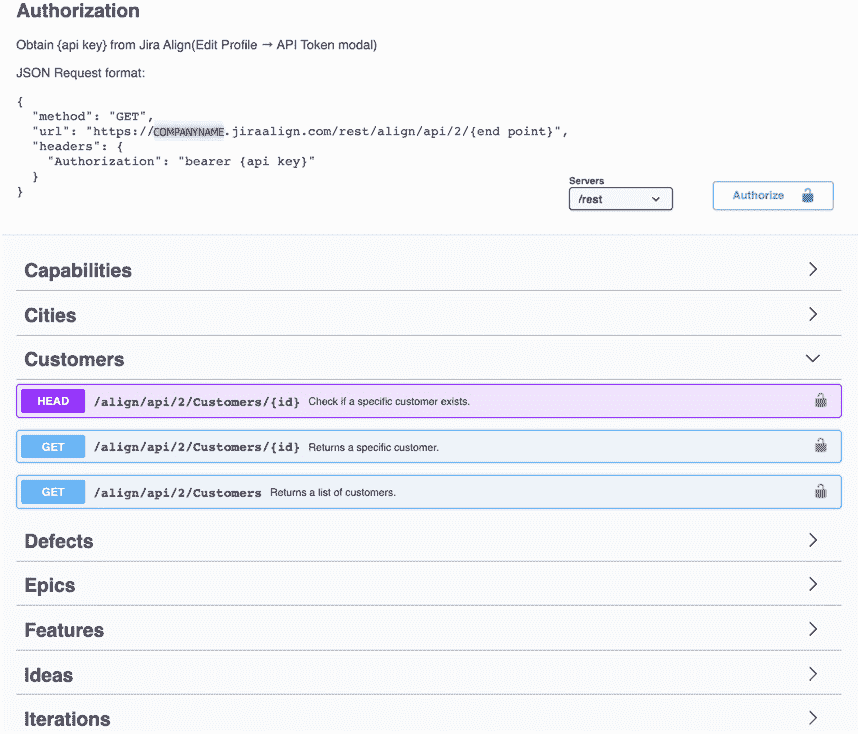 Authorization
Obtain {api key} from Jira Align(Edit Profile → API Token modal)
JSON Request format:
{
  "method": "GET",
  "url": "https://COMPANYNAME.jiraalign.com/rest/align/api/2/{end point}",
  "headers": {
    "Authorization": "bearer {api key}"
  }
}
Servers
/rest
Authorize
Capabilities
Cities
Customers
HEAD /align/api/2/Customers/{id} Check if a specific customer exists.
GET /align/api/2/Customers/{id} Returns a specific customer.
GET /align/api/2/Customers Returns a list of customers.
Defects
Epics
Features
Ideas
Iterations